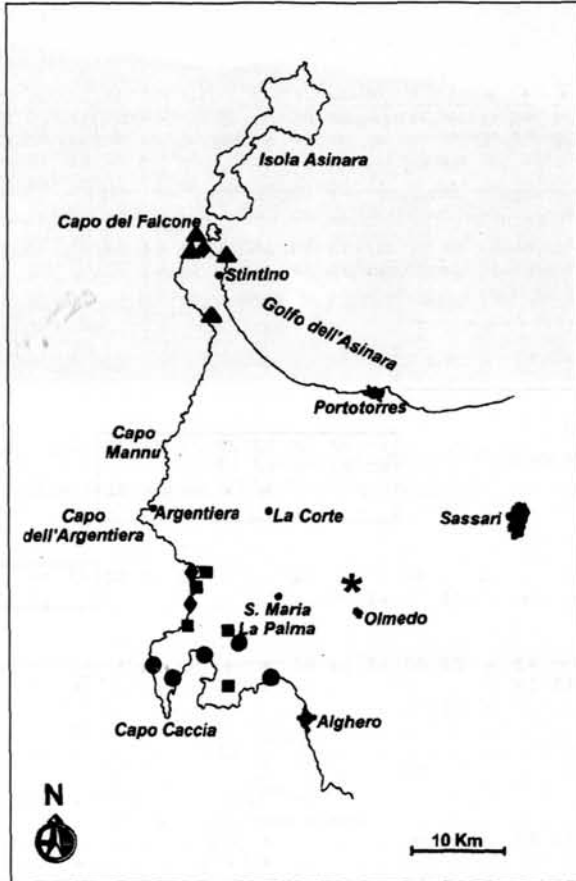 Isola Asinara
Capo del Falcone
Stintino
Golfo dell'Asinara
Portotorres
Capo
Mannu
Capo
dell'Argentiera
Argentiera
La Corte
Sassari
S. Maria
La Palma
Olmedo
Capo Caccia
Alghero
N
10 Km